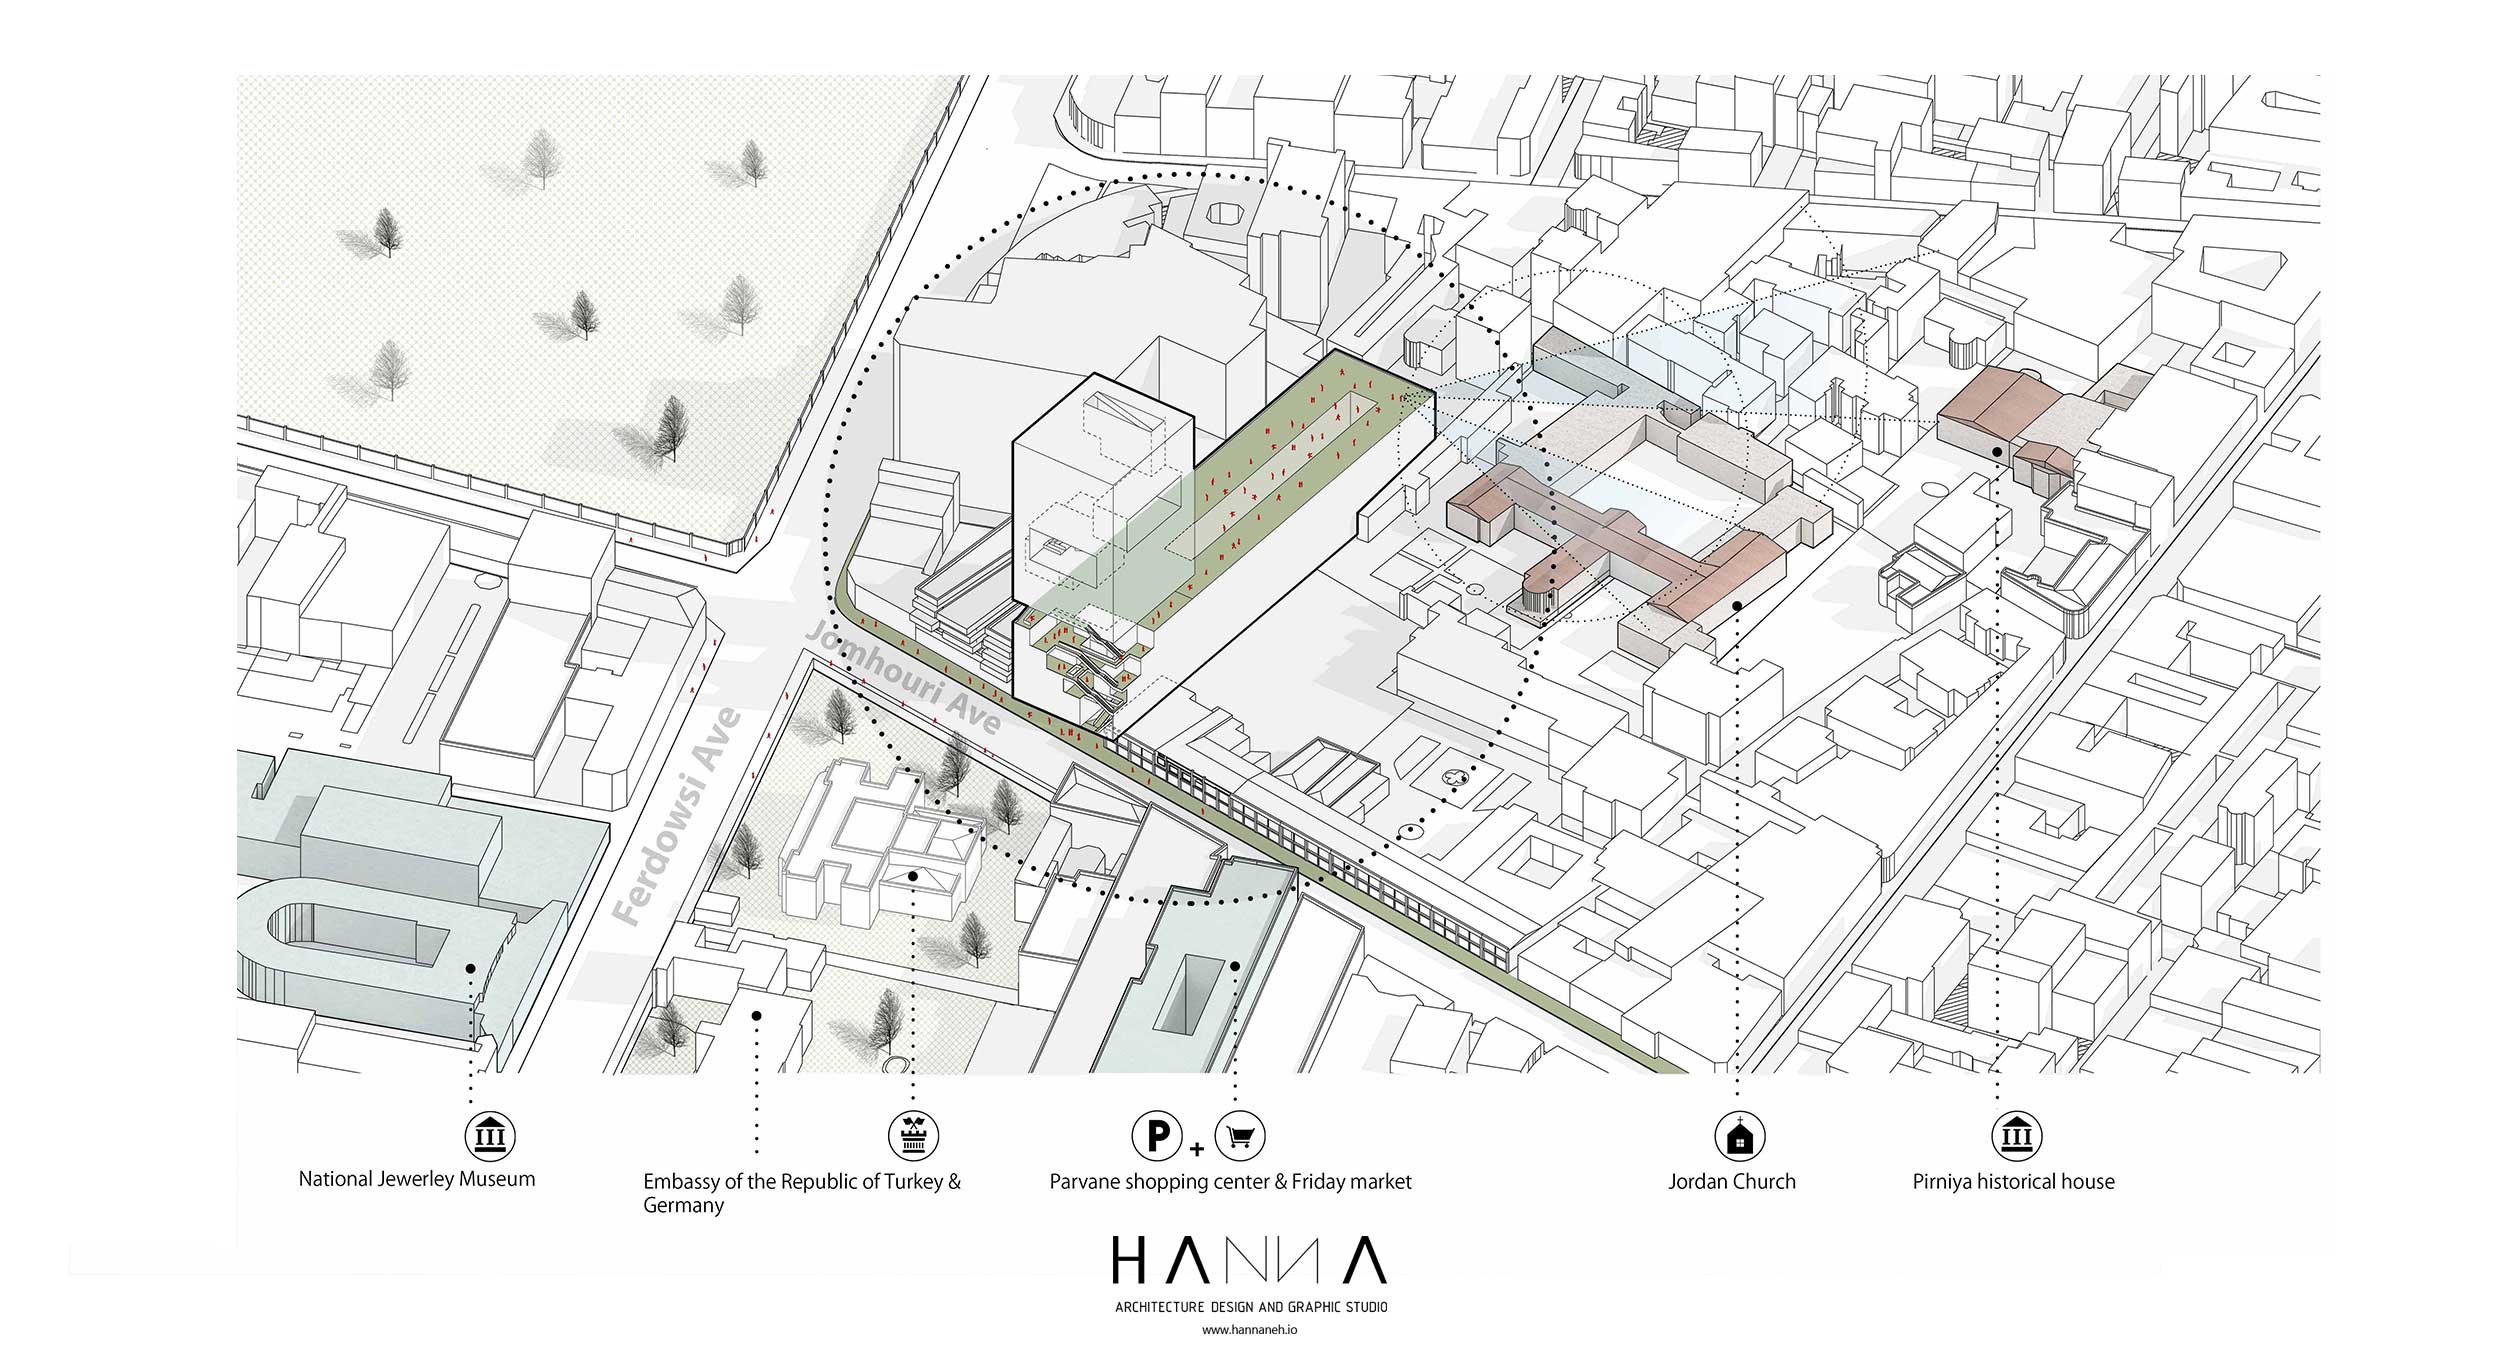 Jomhouri Ave
Ferdowsi Ave
P
+
National Jewerley Museum
Embassy of the Republic of Turkey &
Germany
Parvane shopping center & Friday market
Jordan Church
Pirniya historical house
HANNA
ARCHITECTURE DESIGN AND GRAPHIC STUDIO
www.hannaneh.io